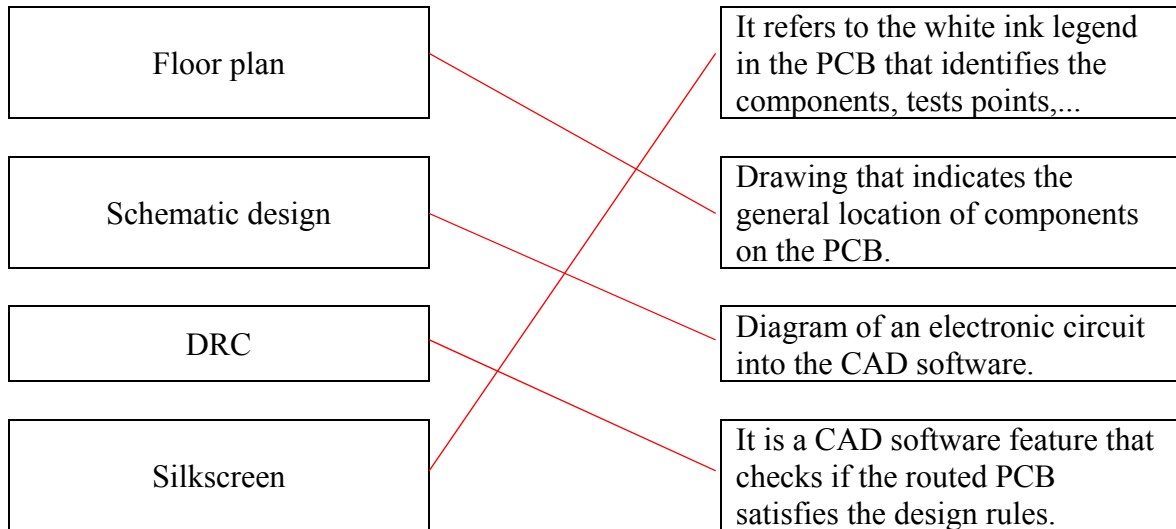 Floor plan
It refers to the white ink legend
in the PCB that identifies the
components, tests points,...
Schematic design
Drawing that indicates the
general location of components
on the PCB.
DRC
Diagram of an electronic circuit
into the CAD software.
Silkscreen
It is a CAD software feature that
checks if the routed PCB
satisfies the design rules.